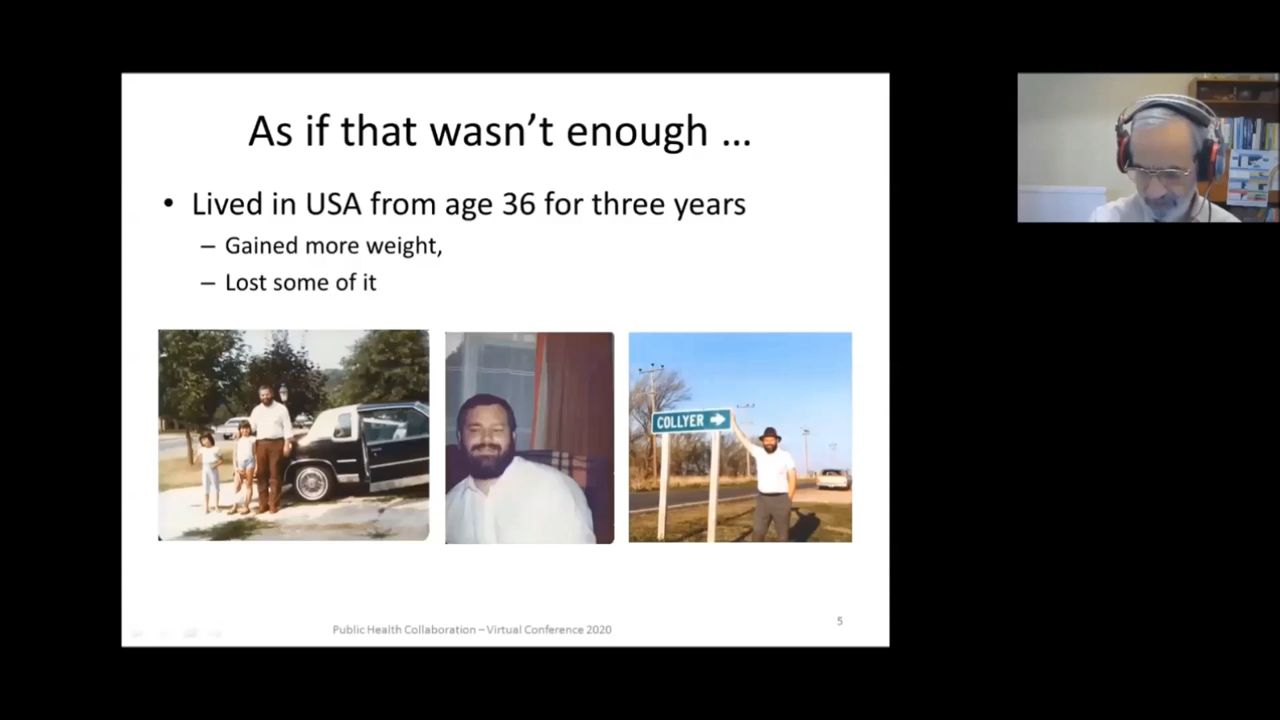 As if that wasn't enough ...
• Lived in USA from age 36 for three years
– Gained more weight,
– Lost some of it
COLLYER →
Public Health Collaboration – Virtual Conference 2020
5